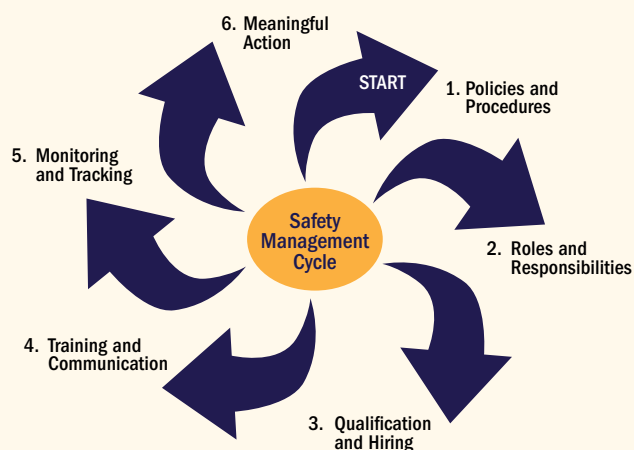 START
1. Policies and
Procedures
2. Roles and
Responsibilities
3. Qualification
and Hiring
4. Training and
Communication
5. Monitoring
and Tracking
6. Meaningful
Action
Safety
Management
Cycle